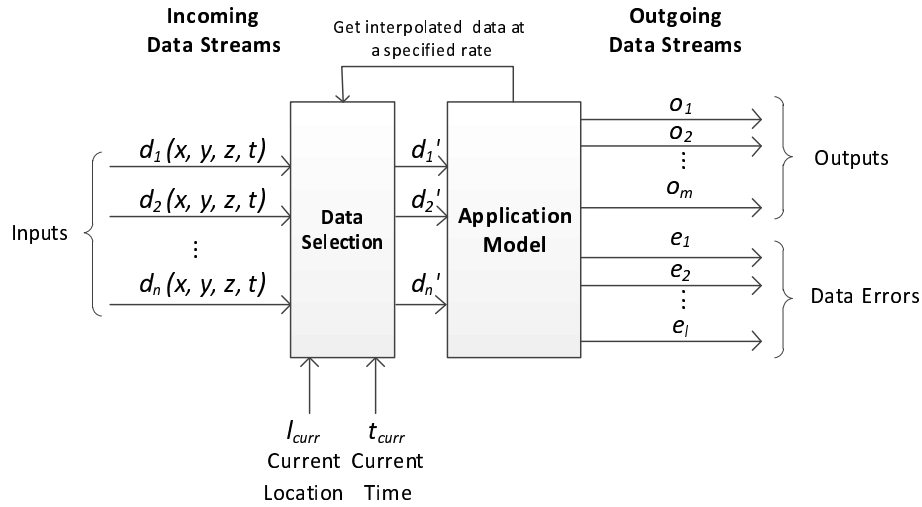 Incoming
Data Streams
Get interpolated data at
a specified rate
Outgoing
Data Streams
Inputs
d1 (x, y, z, t)
d2 (x, y, z, t)
...
dn (x, y, z, t)
Data
Selection
d1'
d2'
dn'
Application
Model
o1
o2
...
om
Outputs
e1
e2
...
el
Data Errors
lcurr
Current
Location
tcurr
Current
Time